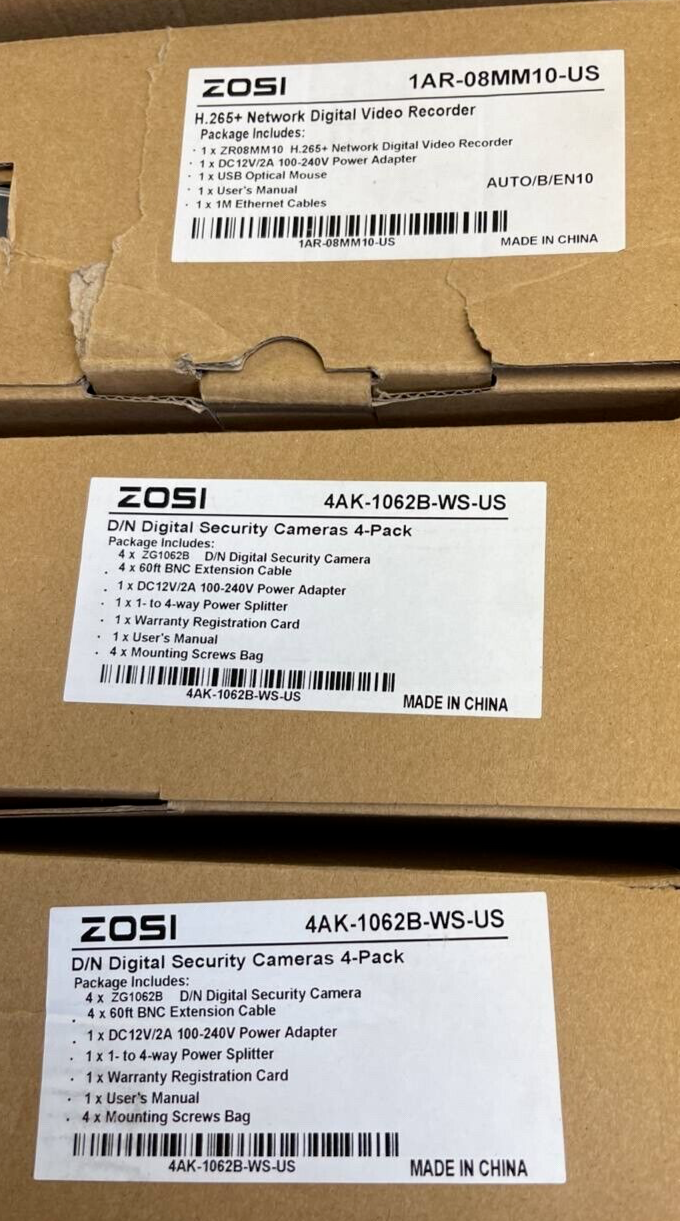 ZOSI 1AR-08MM10-US
H.265+ Network Digital Video Recorder
Package Includes:
· 1 x ZR08MM10 H.265+ Network Digital Video Recorder
· 1 x DC12V/2A 100-240V Power Adapter
· 1 x USB Optical Mouse
· 1 x User's Manual
· 1 x 1M Ethernet Cables
AUTO/B/EN10
1AR-08MM10-US
MADE IN CHINA
ZOSI 4AK-1062B-WS-US
D/N Digital Security Cameras 4-Pack
Package Includes:
4 x ZG1062B D/N Digital Security Camera
· 4 x 60ft BNC Extension Cable
· 1 x DC12V/2A 100-240V Power Adapter
· 1 x 1- to 4-way Power Splitter
· 1 x Warranty Registration Card
· 1 x User's Manual
· 4 x Mounting Screws Bag
4AK-1062B-WS-US
MADE IN CHINA
ZOSI 4AK-1062B-WS-US
D/N Digital Security Cameras 4-Pack
Package Includes:
4 x ZG1062B D/N Digital Security Camera
· 4 x 60ft BNC Extension Cable
· 1 x DC12V/2A 100-240V Power Adapter
· 1 x 1- to 4-way Power Splitter
· 1 x Warranty Registration Card
· 1 x User's Manual
· 4 x Mounting Screws Bag
4AK-1062B-WS-US
MADE IN CHINA